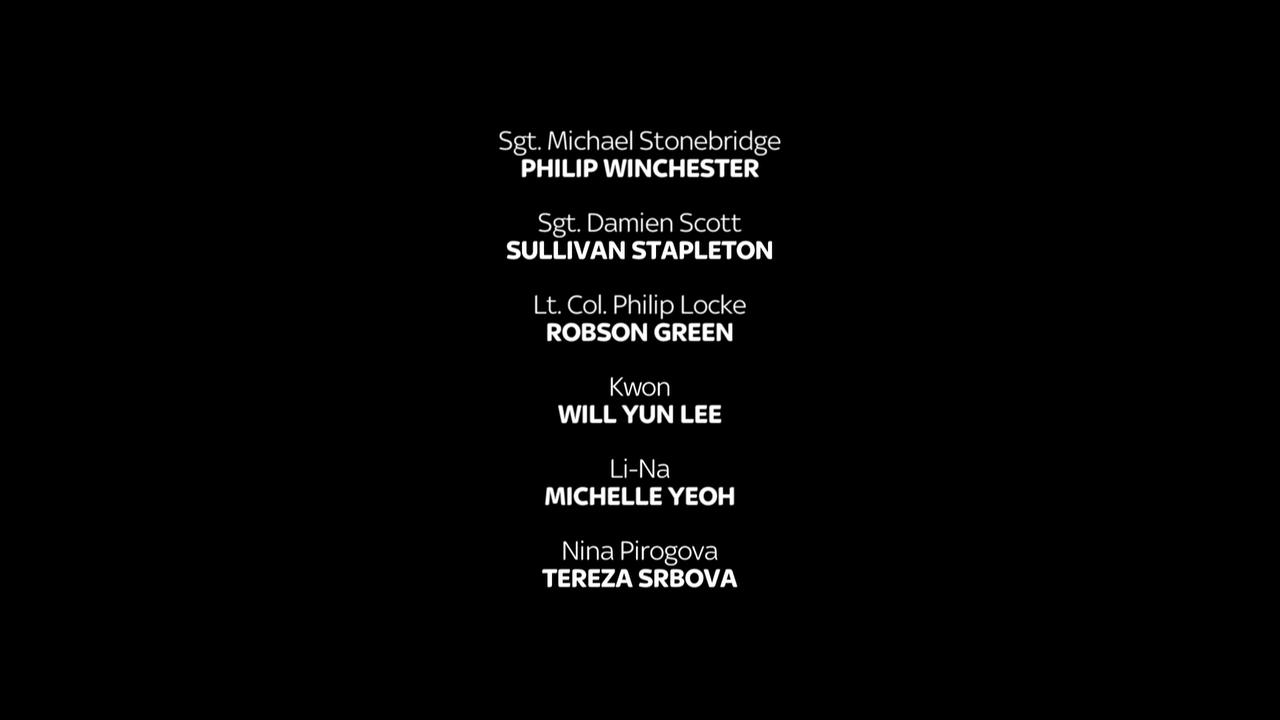 Sgt. Michael Stonebridge
PHILIP WINCHESTER
Sgt. Damien Scott
SULLIVAN STAPLETON
Lt. Col. Philip Locke
ROBSON GREEN
Kwon
WILL YUN LEE
Li-Na
MICHELLE YEOH
Nina Pirogova
TEREZA SRBOVA